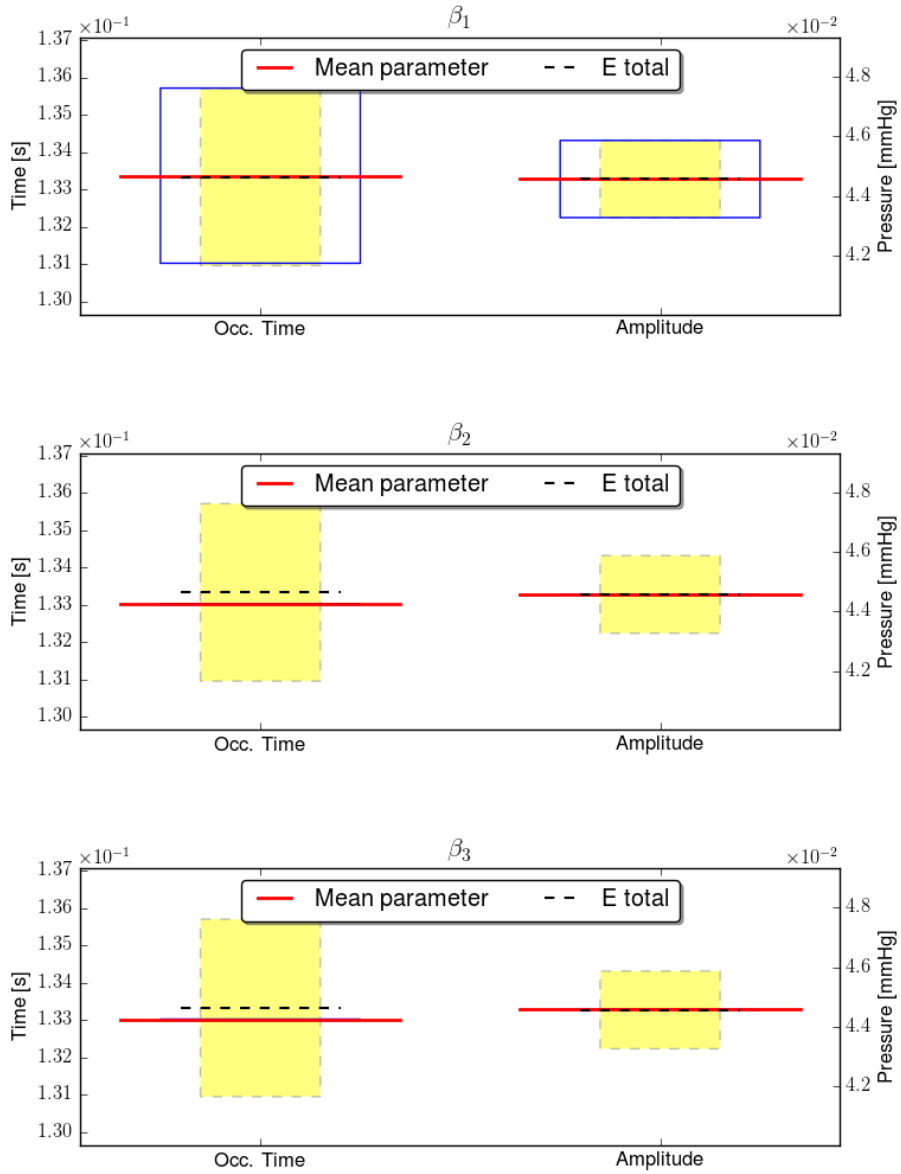 β1
×10−1 ×10−2
Mean parameter E total
1.37
1.36
1.35
1.34
1.33
1.32
1.31
1.30
Time [s]
4.8
4.6
4.4
4.2
Pressure [mmHg]
Occ. Time Amplitude
β2
×10−1 ×10−2
Mean parameter E total
1.37
1.36
1.35
1.34
1.33
1.32
1.31
1.30
Time [s]
4.8
4.6
4.4
4.2
Pressure [mmHg]
Occ. Time Amplitude
β3
×10−1 ×10−2
Mean parameter E total
1.37
1.36
1.35
1.34
1.33
1.32
1.31
1.30
Time [s]
4.8
4.6
4.4
4.2
Pressure [mmHg]
Occ. Time Amplitude